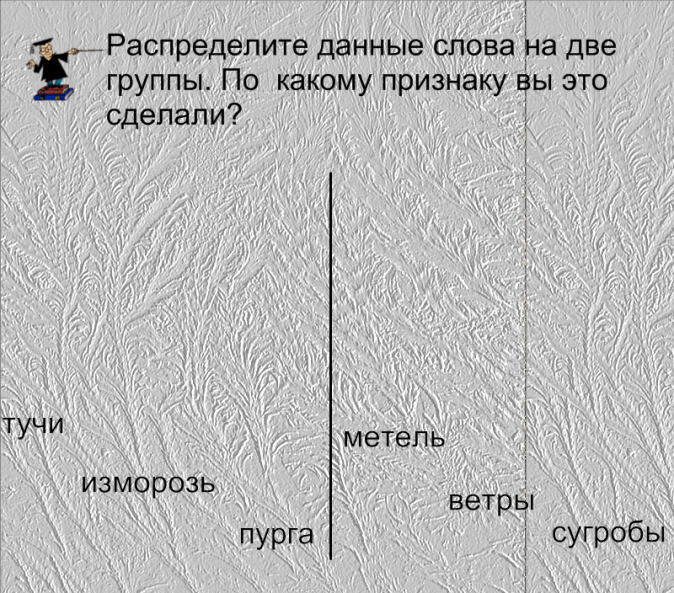 Распределите данные слова на две
группы. По какому признаку вы это
сделали?
тучи
метель
изморозь
ветры
пурга
сугробы